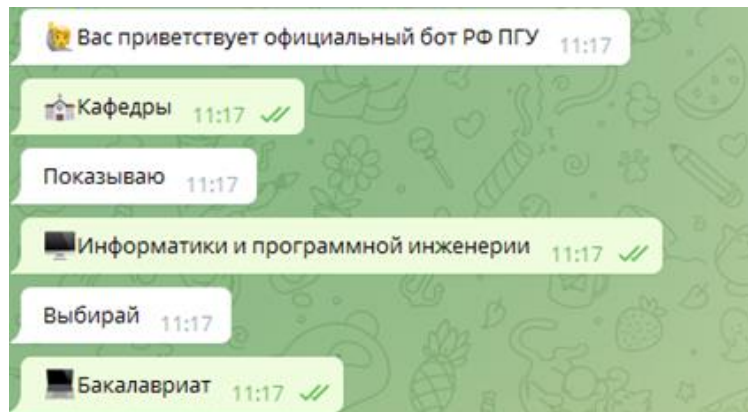 🙋Вас приветствует официальный бот РФ ПГУ 11:17
🏫Кафедры 11:17
Показываю 11:17
🖥Информатики и программной инженерии 11:17
Выбирай 11:17
💻Бакалавриат 11:17